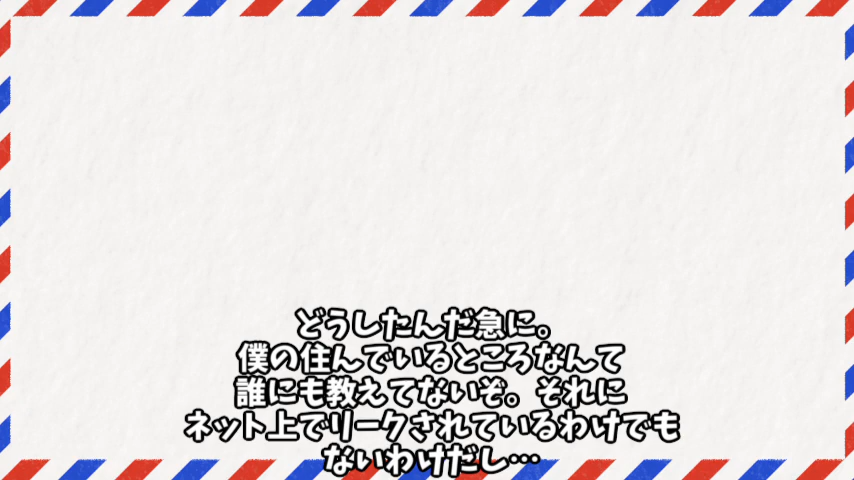 どうしたんだ急に。
僕の住んでいるところなんて
誰にも教えてないぞ。それに
ネット上でリークされているわけでも
ないわけだし…